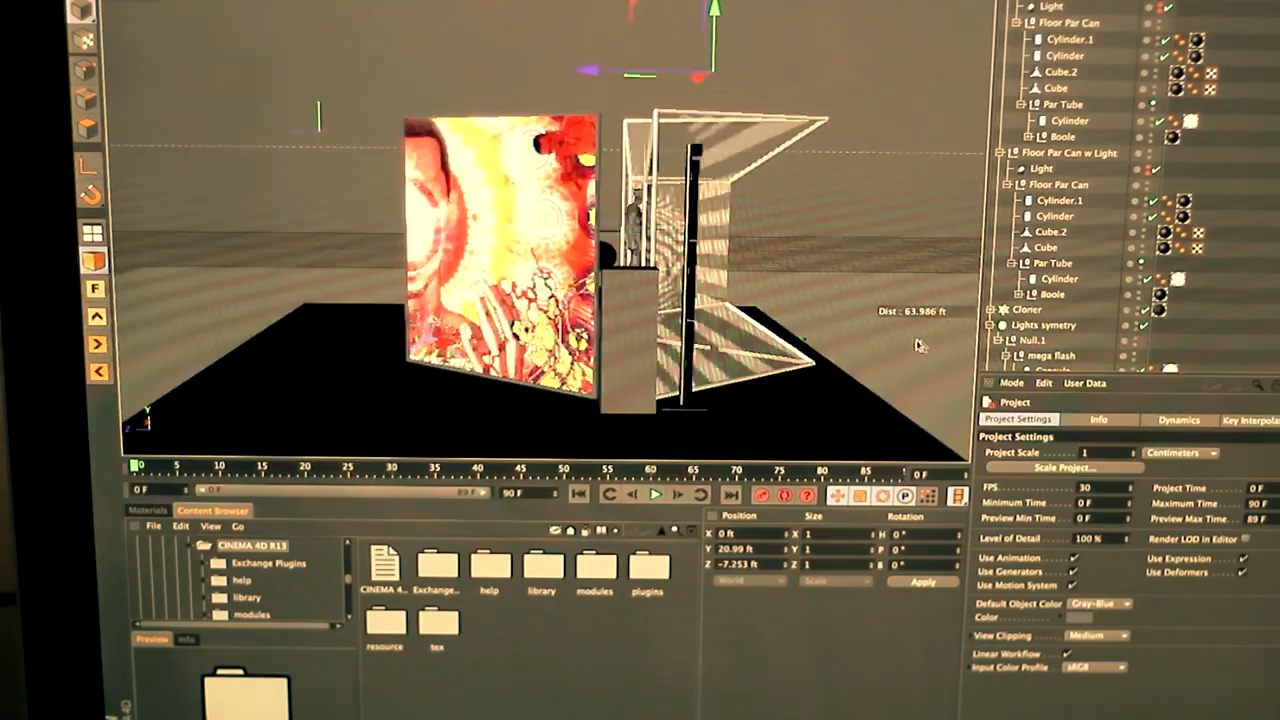 Light
Floor Par Can
Cylinder.1
Cylinder
Cube.2
Cube
Par Tube
Cylinder
Boole
Floor Par Can w Light
Light
Floor Par Can
Cylinder.1
Cylinder
Cube.2
Cube
Par Tube
Cylinder
Boole
Cloner
Lights symetry
Null.1
mega flash
Dist : 63.986 ft
Mode Edit User Data
Project
Project Settings Info Dynamics Key Interpola
Project Settings
Project Scale 1 Centimeters
Scale Project...
FPS 30 Project Time 0 F
Minimum Time 0 F Maximum Time 90 F
Preview Min Time 0 F Preview Max Time 89 F
Level of Detail 100 % Render LOD in Editor
Use Animation Use Expression
Use Generators Use Deformers
Use Motion System
Default Object Color Gray-Blue
Color
View Clipping Medium
Linear Workflow
Input Color Profile sRGB
Y
Z
0 5 10 15 20 25 30 35 40 45 50 55 60 65 70 75 80 85 0 F
0 F 0 F 89 F 90 F
Materials Content Browser
File Edit View Go
CINEMA 4D R13
Exchange Plugins
help
library
modules
CINEMA 4... Exchange... help library modules plugins
resource tex
Preview Info
Position Size Rotation
X 0 ft X 1 H 0 °
Y 20.99 ft Y 1 P 0 °
Z -7.253 ft Z 1 B 0 °
World Scale Apply
F
P
4D